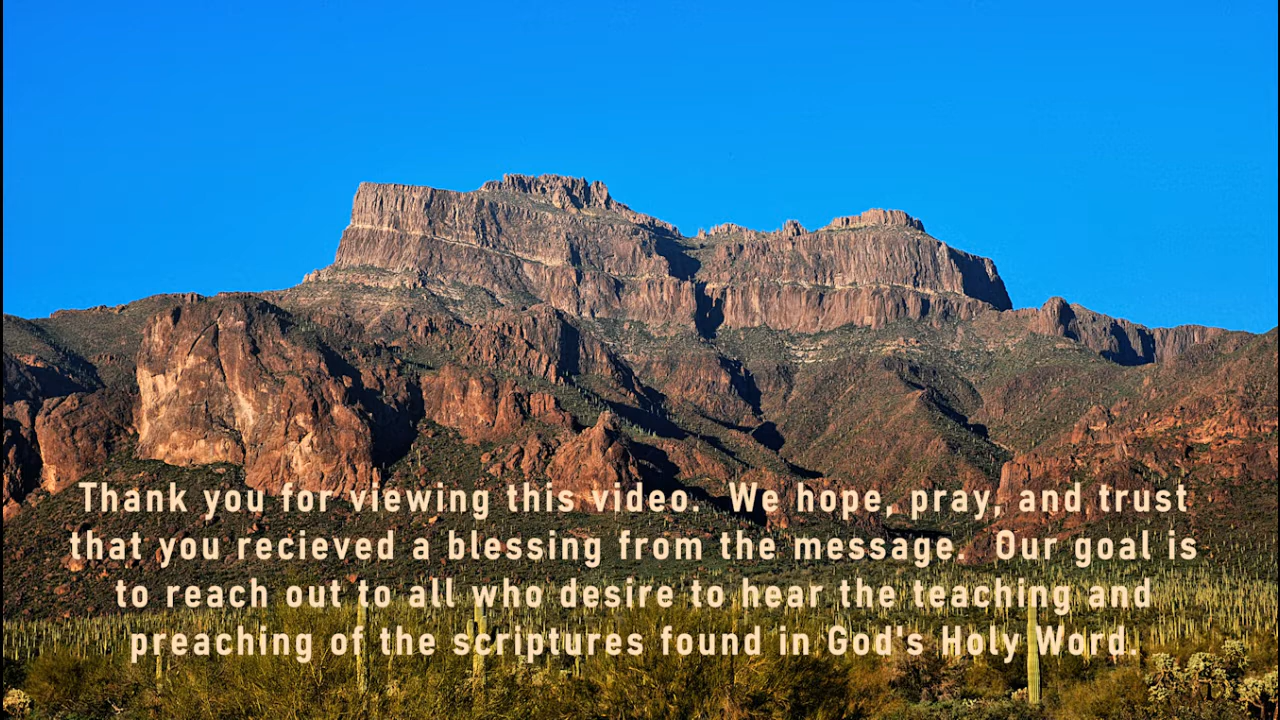 Thank you for viewing this video.  We hope, pray, and trust
that you recieved a blessing from the message.  Our goal is
to reach out to all who desire to hear the teaching and
preaching of the scriptures found in God's Holy Word.